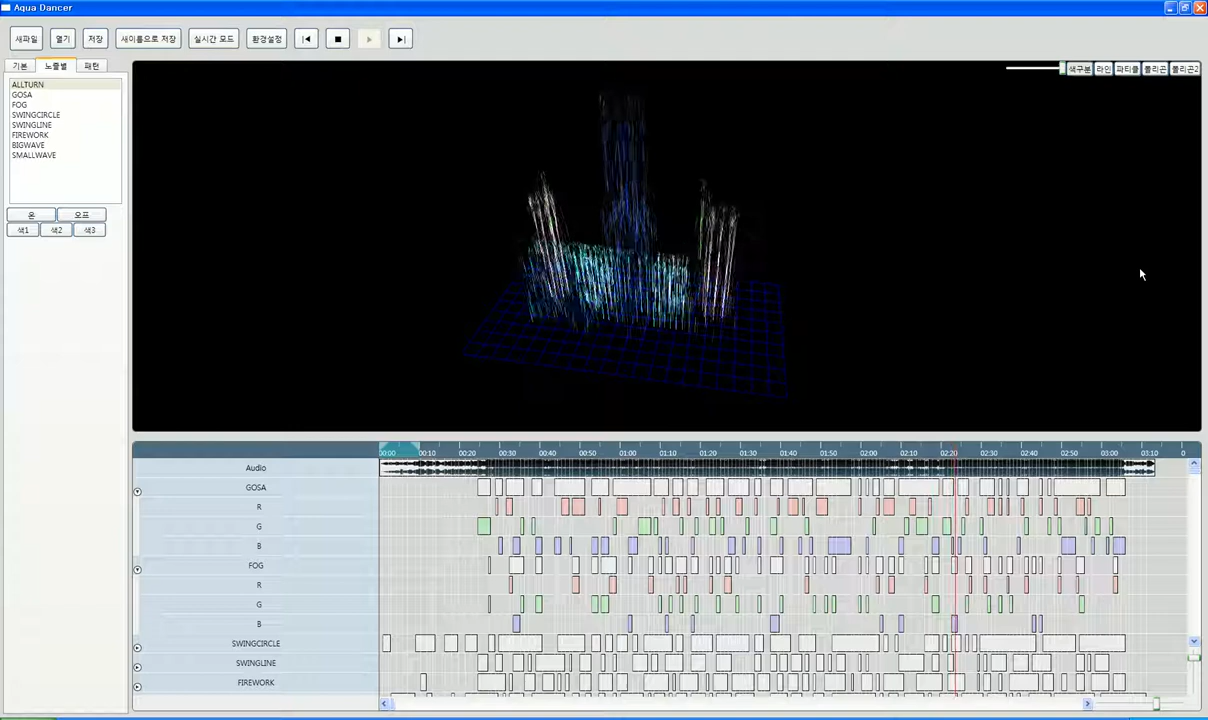 Aqua Dancer
새파일 열기 저장 새이름으로 저장 실시간 모드 환경설정
기본 노즐별 패턴
색구분 라인 파티클 폴리곤 폴리곤2
ALLTURN
GOSA
FOG
SWINGCIRCLE
SWINGLINE
FIREWORK
BIGWAVE
SMALLWAVE
온 오프
색1 색2 색3
00:00 00:10 00:20 00:30 00:40 00:50 01:00 01:10 01:20 01:30 01:40 01:50 02:00 02:10 02:20 02:30 02:40 02:50 03:00 03:10 0
Audio
GOSA
R
G
B
FOG
R
G
B
SWINGCIRCLE
SWINGLINE
FIREWORK